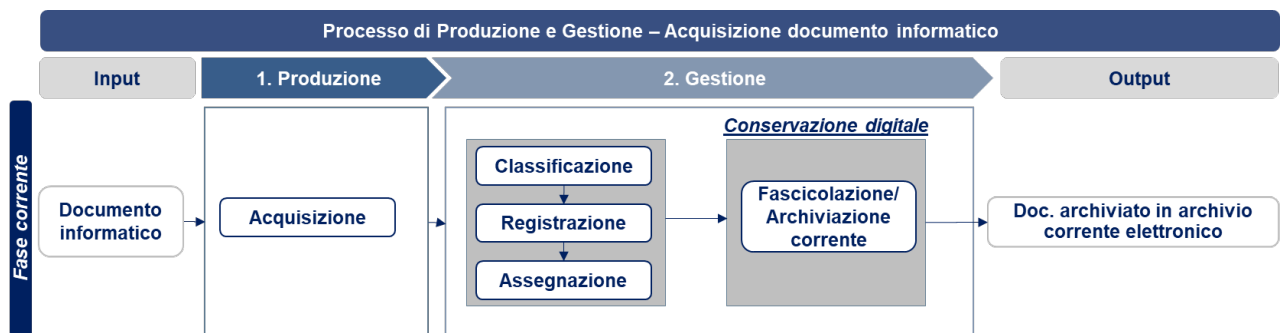 Processo di Produzione e Gestione – Acquisizione documento informatico
Input
1. Produzione
2. Gestione
Output
Fase corrente
Documento
informatico
Acquisizione
Classificazione
Registrazione
Assegnazione
Conservazione digitale
Fascicolazione/
Archiviazione
corrente
Doc. archiviato in archivio
corrente elettronico